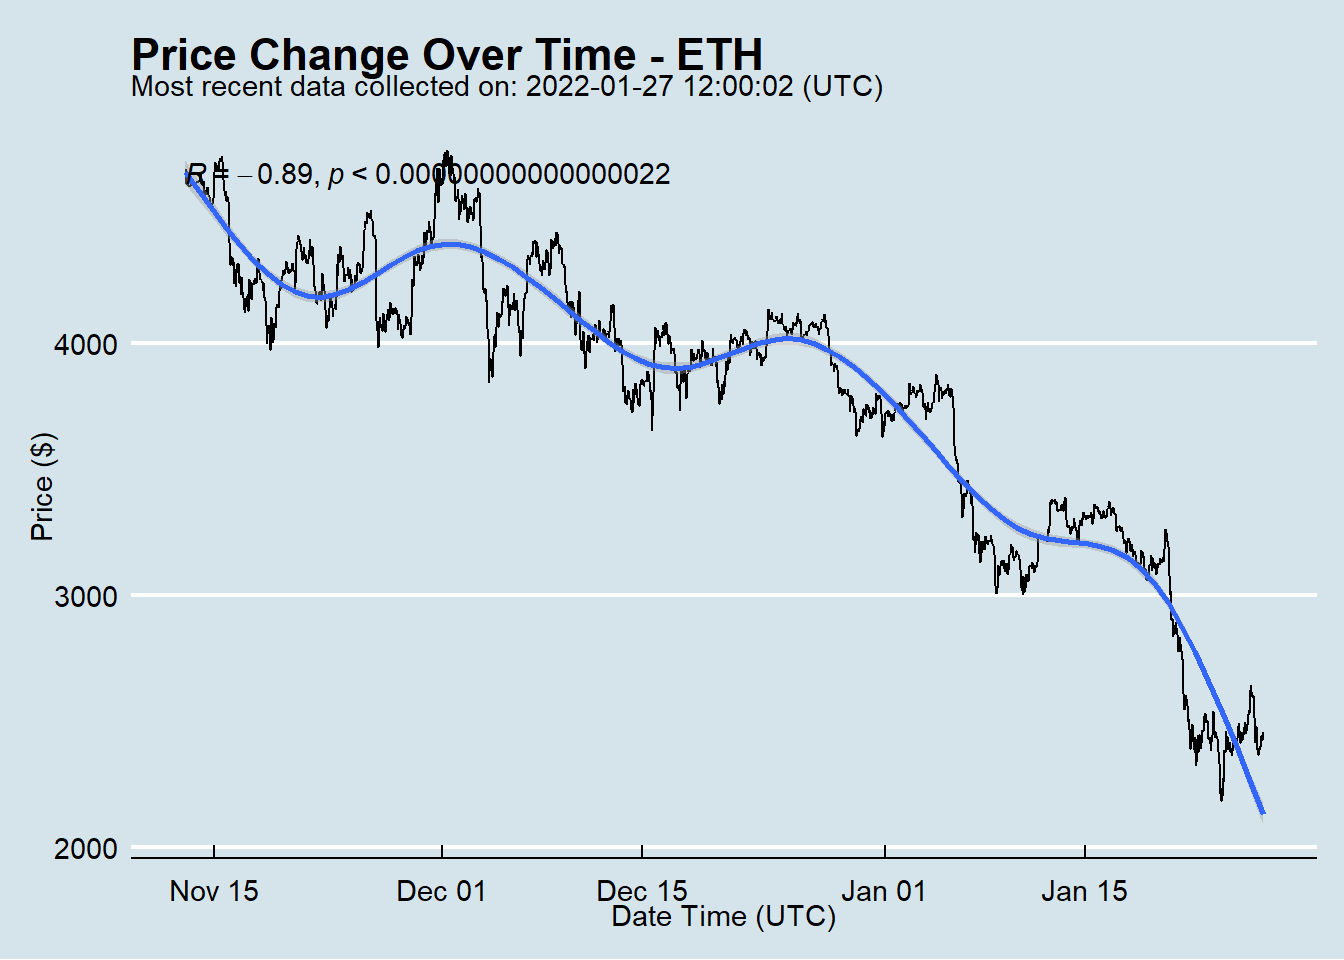 Price Change Over Time - ETH
Most recent data collected on: 2022-01-27 12:00:02 (UTC)
R = −0.89, p < 0.00000000000000022
Price ($)
4000
3000
2000
Nov 15 Dec 01 Dec 15 Jan 01 Jan 15
Date Time (UTC)